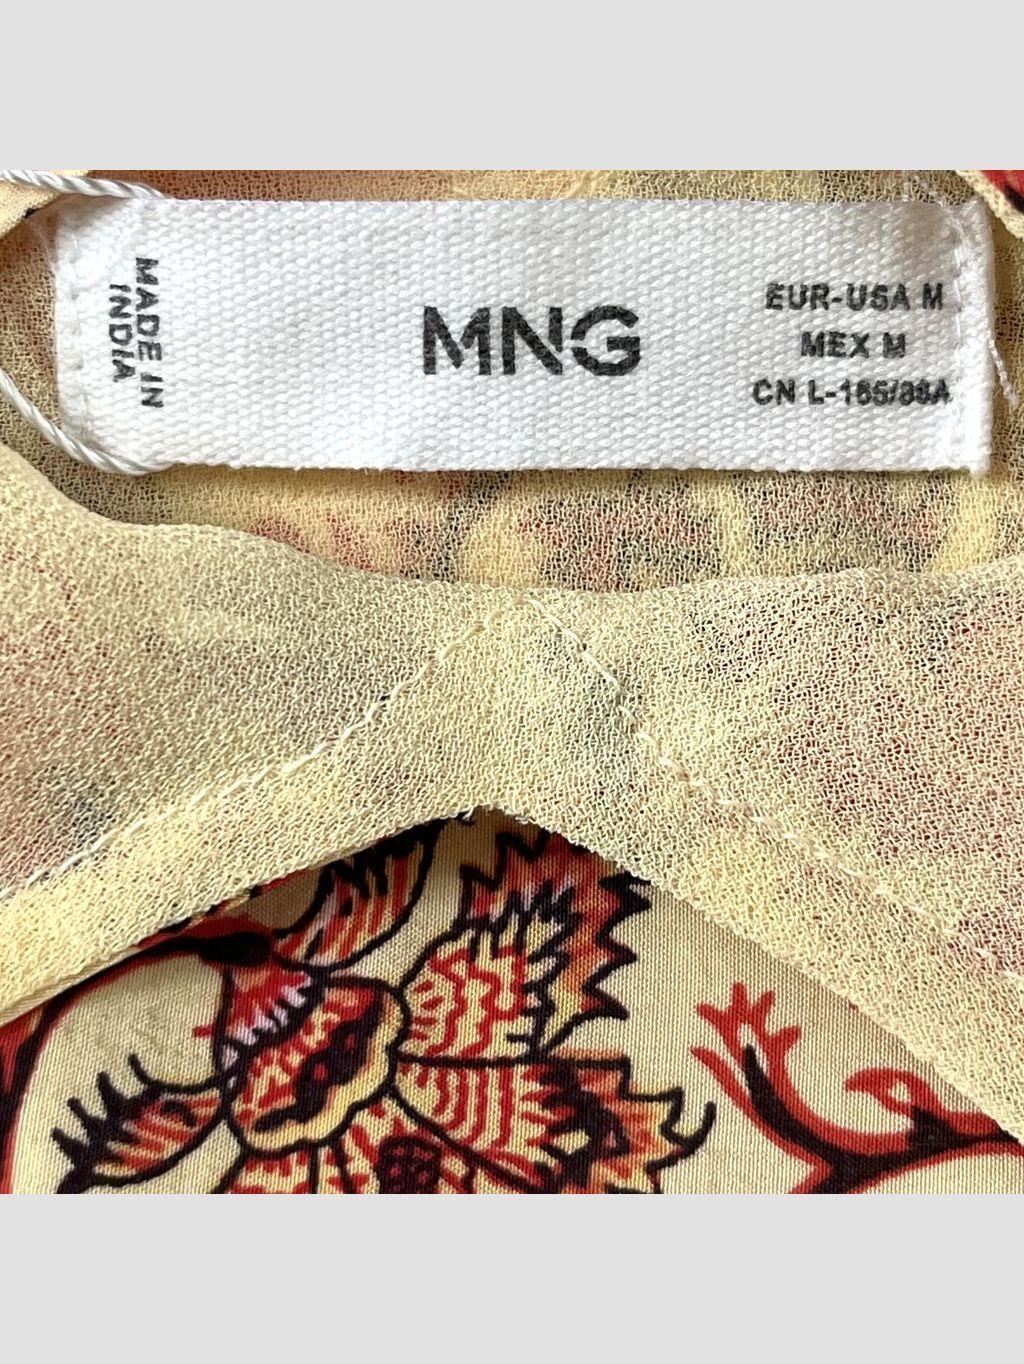 MADE IN
INDIA
MNG
EUR-USA M
MEX M
CN L-165/88A